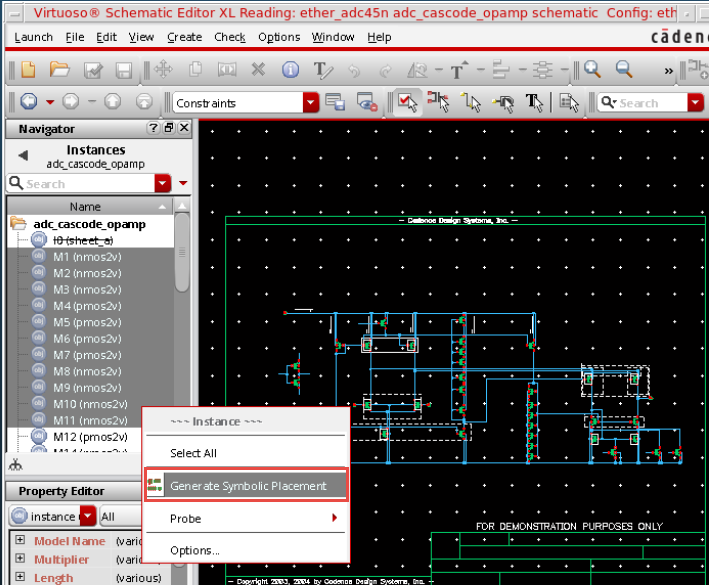 Virtuoso® Schematic Editor XL Reading: ether_adc45n adc_cascode_opamp schematic Config: eth
Launch File Edit View Create Check Options Window Help
cādenc
Constraints
Search
Navigator
Instances
adc_cascode_opamp
Search
Name
adc_cascode_opamp
I0 (sheet_a)
M1 (nmos2v)
M2 (nmos2v)
M3 (nmos2v)
M4 (pmos2v)
M5 (pmos2v)
M6 (pmos2v)
M7 (pmos2v)
M8 (nmos2v)
M9 (nmos2v)
M10 (nmos2v)
M11 (nmos2v)
M12 (pmos2v)
~~~ Instance ~~~
Select All
Generate Symbolic Placement
Probe
Options...
Property Editor
instance
All
Model Name (vario
Multiplier (vario
Length (various)
Cadence Design Systems, Inc.
FOR DEMONSTRATION PURPOSES ONLY
Copyright 2003, 2004 by Cadence Design Systems, Inc.